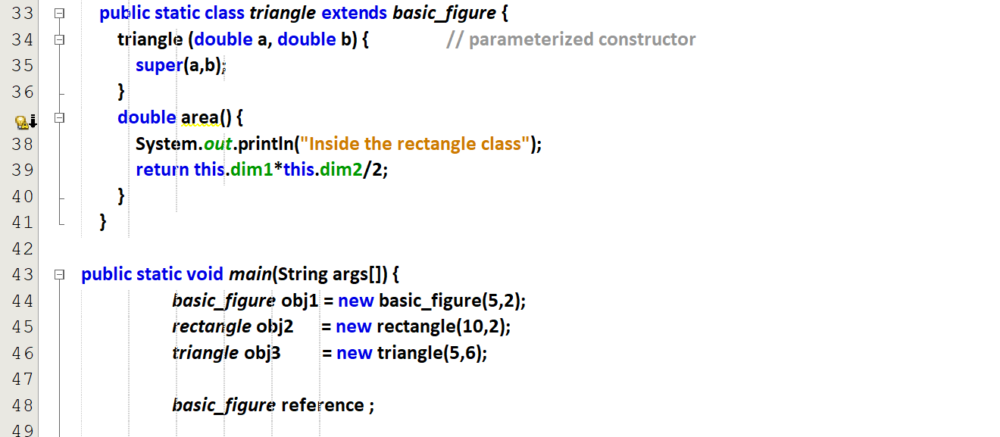 33 public static class triangle extends basic_figure {
34 triangle (double a, double b) { // parameterized constructor
35 super(a,b);
36 }
double area() {
38 System.out.println("Inside the rectangle class");
39 return this.dim1*this.dim2/2;
40 }
41 }
42
43 public static void main(String args[]) {
44 basic_figure obj1 = new basic_figure(5,2);
45 rectangle obj2 = new rectangle(10,2);
46 triangle obj3 = new triangle(5,6);
47
48 basic_figure reference ;
49